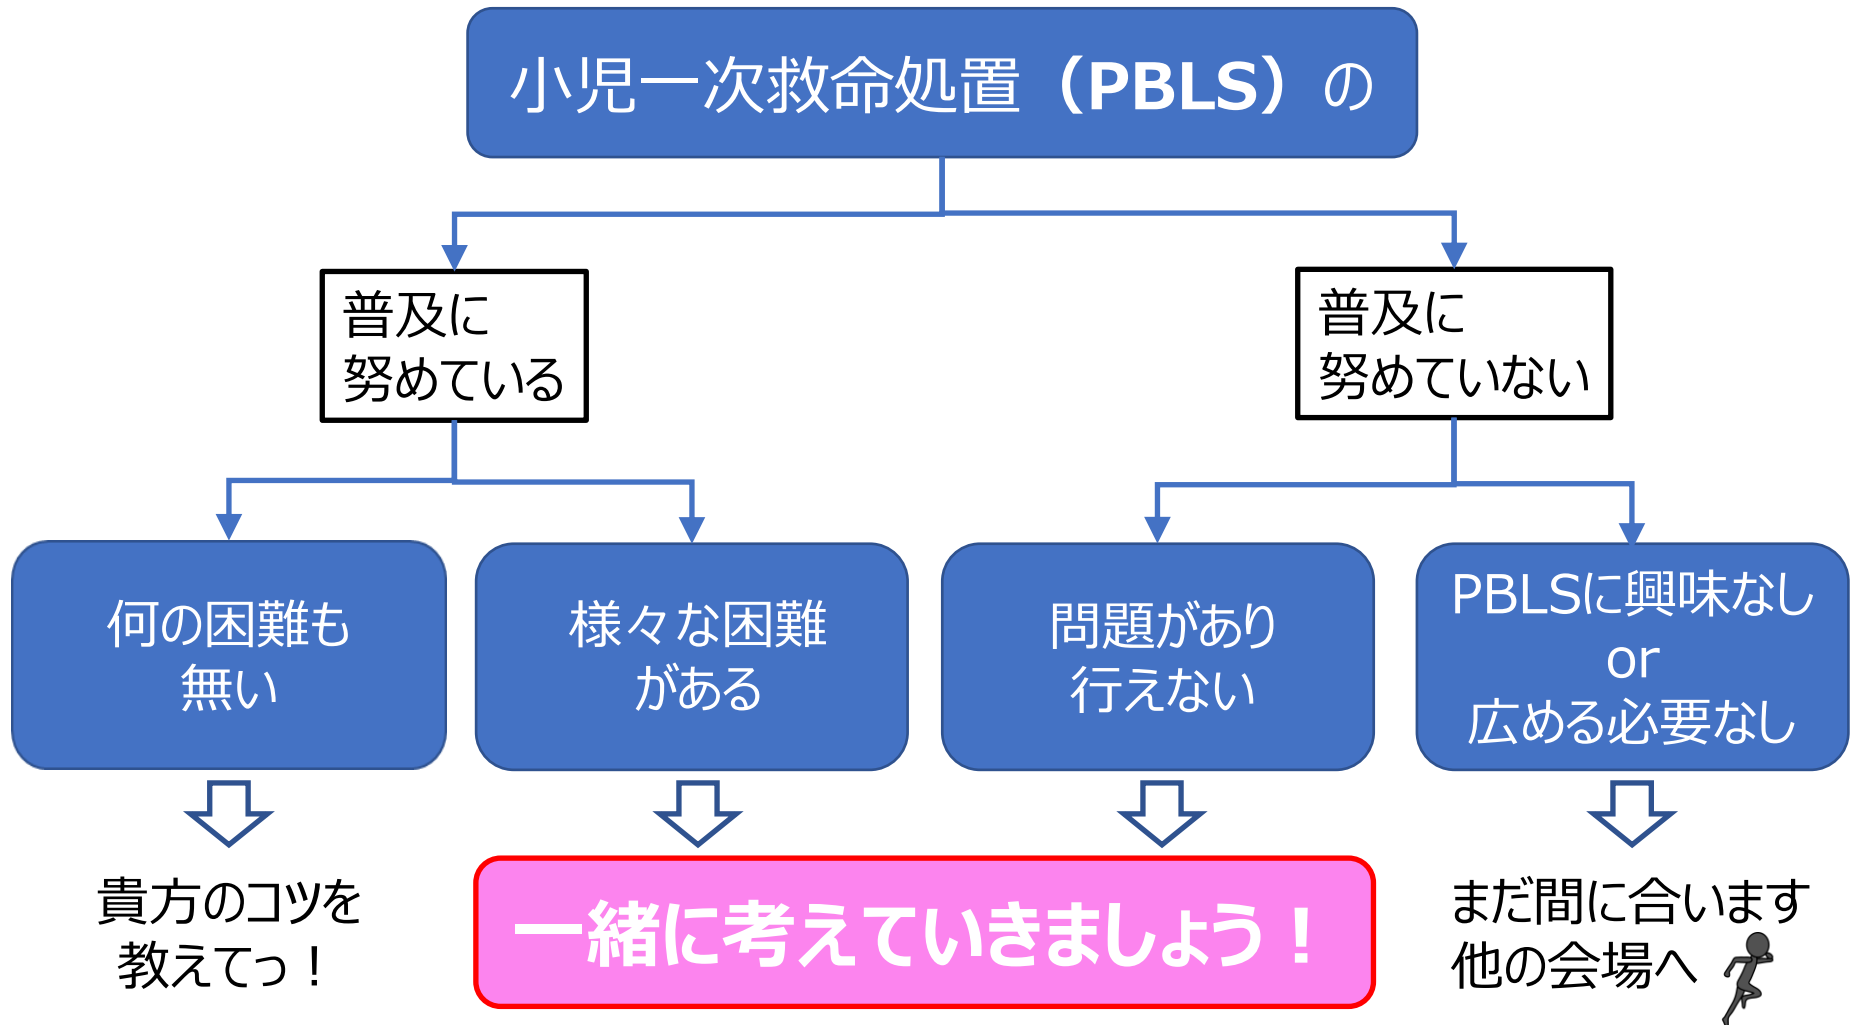 小児一次救命処置（PBLS）の
普及に
努めている
普及に
努めていない
何の困難も
無い
様々な困難
がある
問題があり
行えない
PBLSに興味なし
or
広める必要なし
貴方のコツを
教えてっ！
一緒に考えていきましょう！
まだ間に合います
他の会場へ